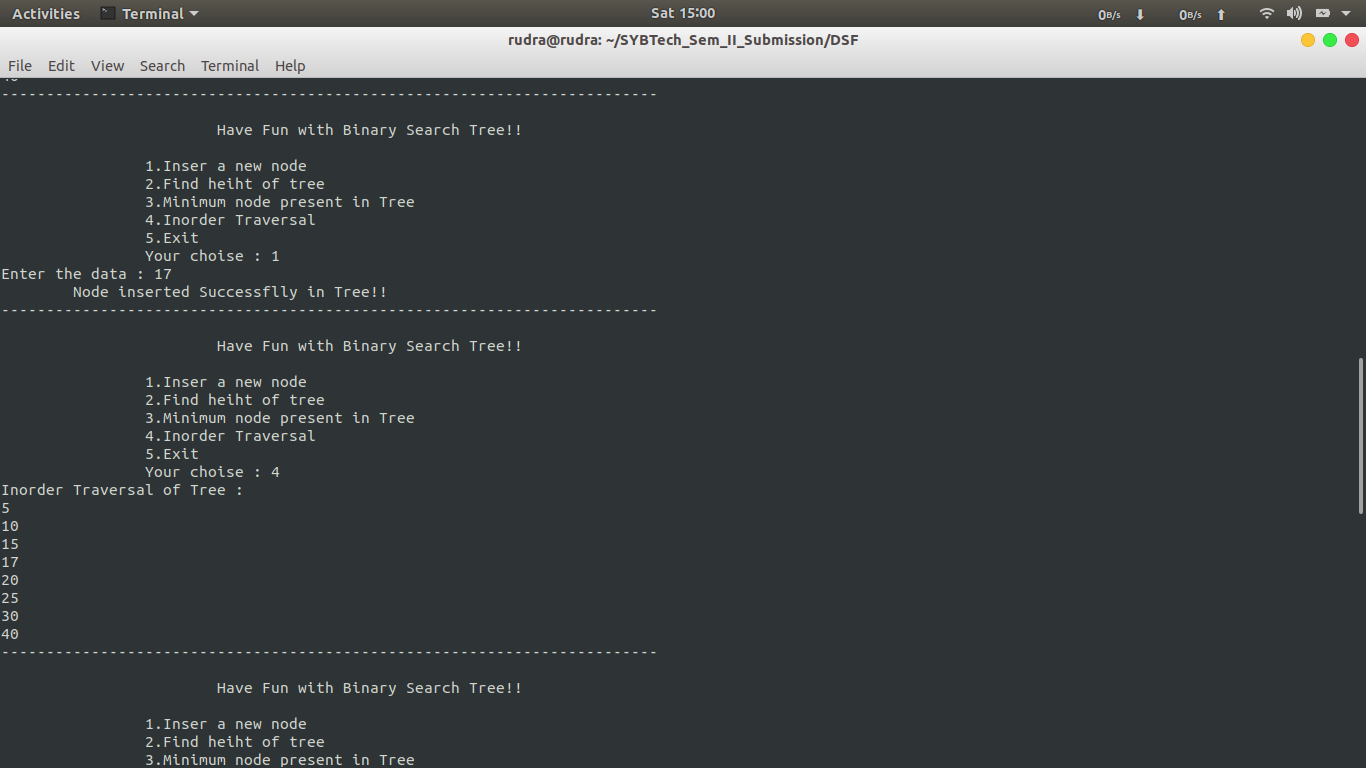 Activities Terminal Sat 15:00 0B/s 0B/s
rudra@rudra: ~/SYBTech_Sem_II_Submission/DSF
File Edit View Search Terminal Help
------------------------------------------------------------------------
Have Fun with Binary Search Tree!!
1.Inser a new node
2.Find heiht of tree
3.Minimum node present in Tree
4.Inorder Traversal
5.Exit
Your choise : 1
Enter the data : 17
Node inserted Successflly in Tree!!
------------------------------------------------------------------------
Have Fun with Binary Search Tree!!
1.Inser a new node
2.Find heiht of tree
3.Minimum node present in Tree
4.Inorder Traversal
5.Exit
Your choise : 4
Inorder Traversal of Tree :
5
10
15
17
20
25
30
40
------------------------------------------------------------------------
Have Fun with Binary Search Tree!!
1.Inser a new node
2.Find heiht of tree
3.Minimum node present in Tree